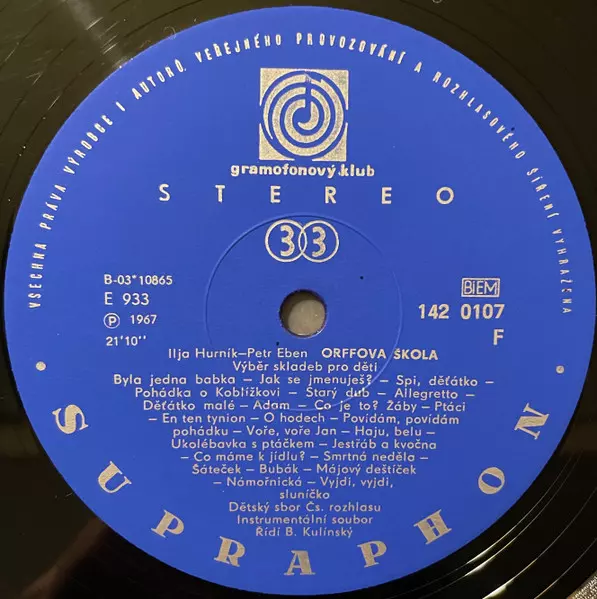 VŠECHNA PRÁVA VÝROBCE I AUTORŮ, VEŘEJNÉHO PROVOZOVÁNÍ A ROZHLASOVÉHO ŠÍŘENÍ VYHRAZENA
gramofonový klub
STEREO
33
B-03*10865
E 933
Ⓟ 1967
21'10''
BIEM
142 0107
F
Ilja Hurník–Petr Eben ORFFOVA ŠKOLA
Výběr skladeb pro děti
Byla jedna babka – Jak se jmenuješ? – Spi, děťátko –
Pohádka o Koblížkovi – Starý dub – Allegretto –
Děťátko malé – Adam – Co je to? Žáby – Ptáci
– En ten tynion – O hodech – Povídám, povídám
pohádku – Voře, voře Jan – Haju, belu –
Ukolébavka s ptáčkem – Jestřáb a kvočna
– Co máme k jídlu? – Smrtná neděla –
Šáteček – Bubák – Májový deštíček
– Námořnická – Vyjdi, vyjdi,
sluníčko
Dětský sbor Čs. rozhlasu
Instrumentální soubor
Řídí B. Kulínský
• SUPRAPHON •